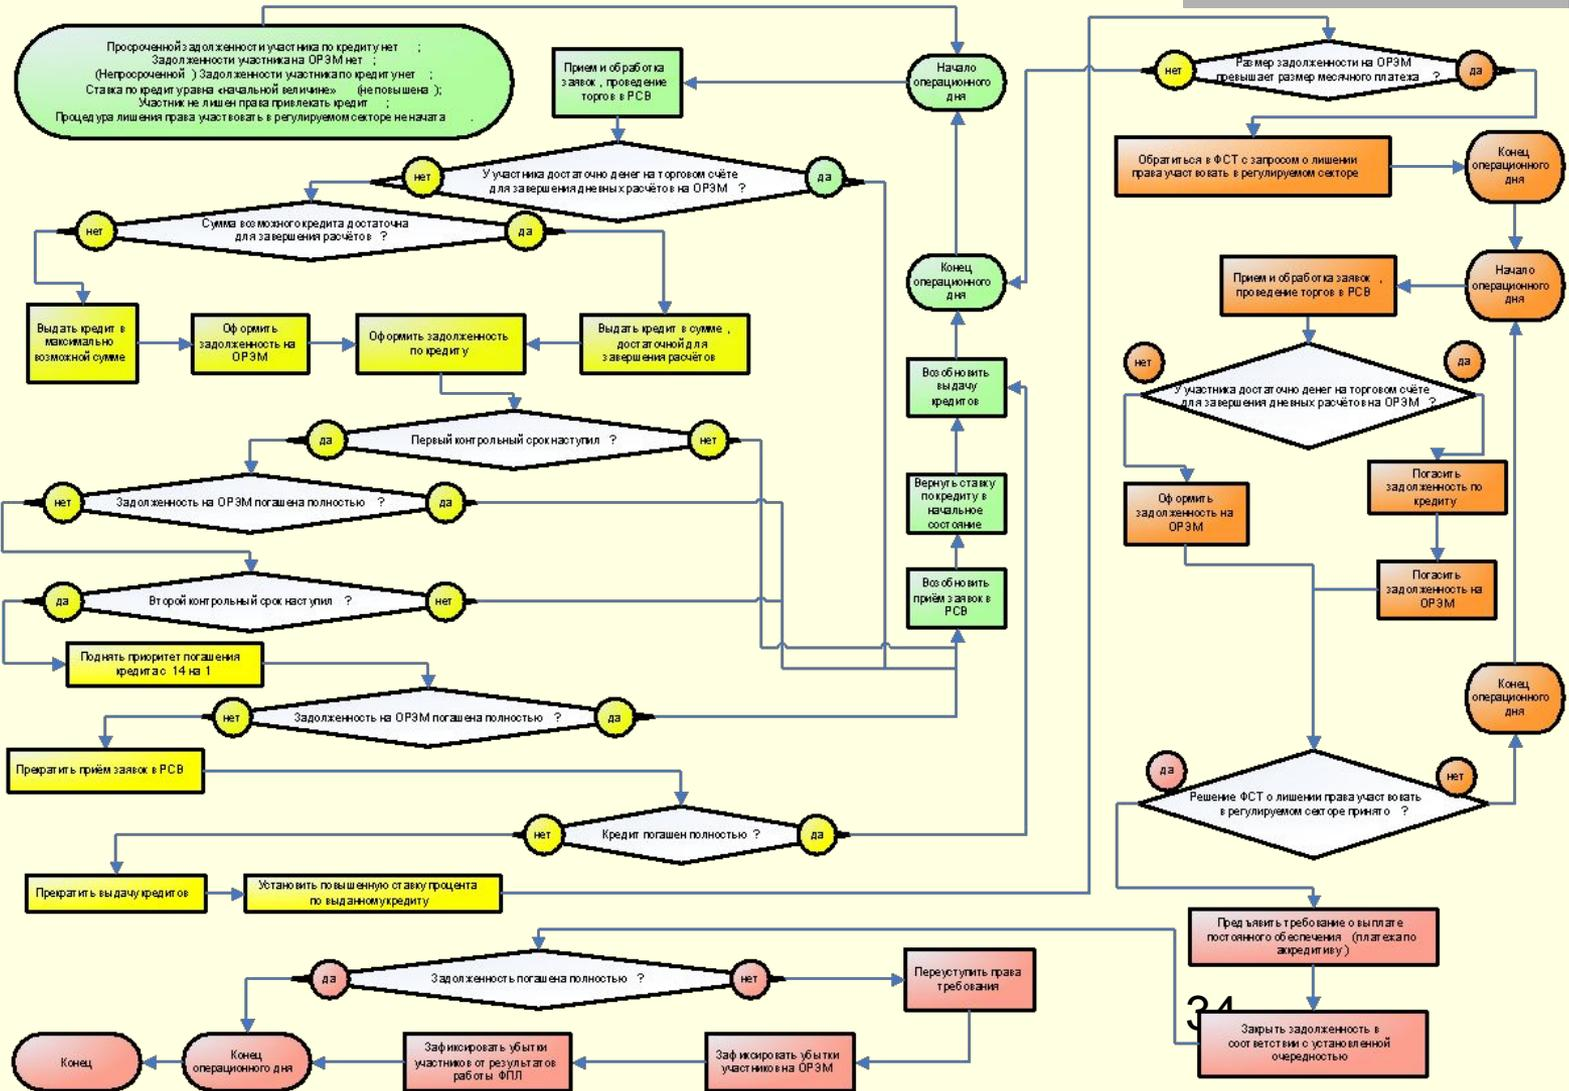 Просроченной задолженности участника по кредиту нет ;
Задолженности участника на ОРЭМ нет ;
(Непросроченной ) Задолженности участника по кредиту нет ;
Ставка по кредиту равна «начальной величине» (не повышена );
Участник не лишен права привлекать кредит ;
Процедура лишения права участвовать в регулируемом секторе не начата .
Прием и обработка
заявок , проведение
торгов в РСВ
Начало
операционного
дня
нет
У участника достаточно денег на торговом счёте
для завершения дневных расчётов на ОРЭМ ?
да
нет
Сумма возможного кредита достаточна
для завершения расчётов ?
да
Выдать кредит в
максимально
возможной сумме
Оформить
задолженность на
ОРЭМ
Оформить задолженность
по кредиту
Выдать кредит в сумме ,
достаточной для
завершения расчётов
да
Первый контрольный срок наступил ?
нет
нет
Задолженность на ОРЭМ погашена полностью ?
да
да
Второй контрольный срок наступил ?
нет
Поднять приоритет погашения
кредита с 14 на 1
нет
Задолженность на ОРЭМ погашена полностью ?
да
Прекратить приём заявок в РСВ
нет
Кредит погашен полностью ?
да
Прекратить выдачу кредитов
Установить повышенную ставку процента
по выданному кредиту
Конец
операционного
дня
Возобновить
выдачу
кредитов
Вернуть ставку
по кредиту в
начальное
состояние
Возобновить
приём заявок в
РСВ
нет
Размер задолженности на ОРЭМ
превышает размер месячного платежа ?
да
Обратиться в ФСТ с запросом о лишении
права участвовать в регулируемом секторе
Конец
операционного
дня
Начало
операционного
дня
Прием и обработка заявок ,
проведение торгов в РСВ
нет
У участника достаточно денег на торговом счёте
для завершения дневных расчётов на ОРЭМ ?
да
Оформить
задолженность на
ОРЭМ
Погасить
задолженность по
кредиту
Погасить
задолженность на
ОРЭМ
Конец
операционного
дня
да
Решение ФСТ о лишении права участвовать
в регулируемом секторе принято ?
нет
Предъявить требование о выплате
постоянного обеспечения (платежа по
аккредитиву )
34
Закрыть задолженность в
соответствии с установленной
очередностью
да
Задолженность погашена полностью ?
нет
Переуступить права
требования
Зафиксировать убытки
участников на ОРЭМ
Зафиксировать убытки
участников от результатов
работы ФПЛ
Конец
операционного дня
Конец